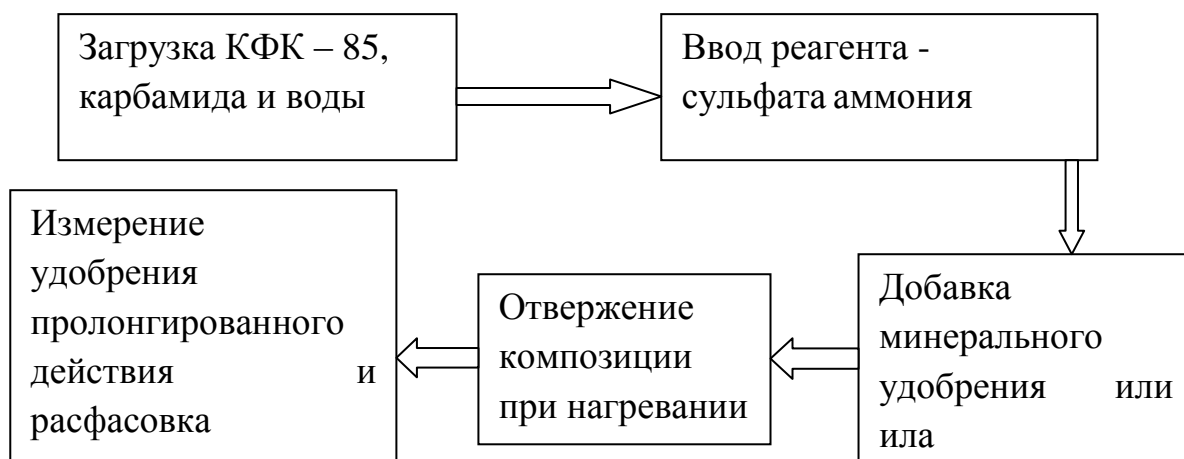 Загрузка КФК – 85,
карбамида и воды
Ввод реагента -
сульфата аммония
Добавка
минерального
удобрения или
ила
Отвержение
композиции
при нагревании
Измерение
удобрения
пролонгированного
действия и
расфасовка